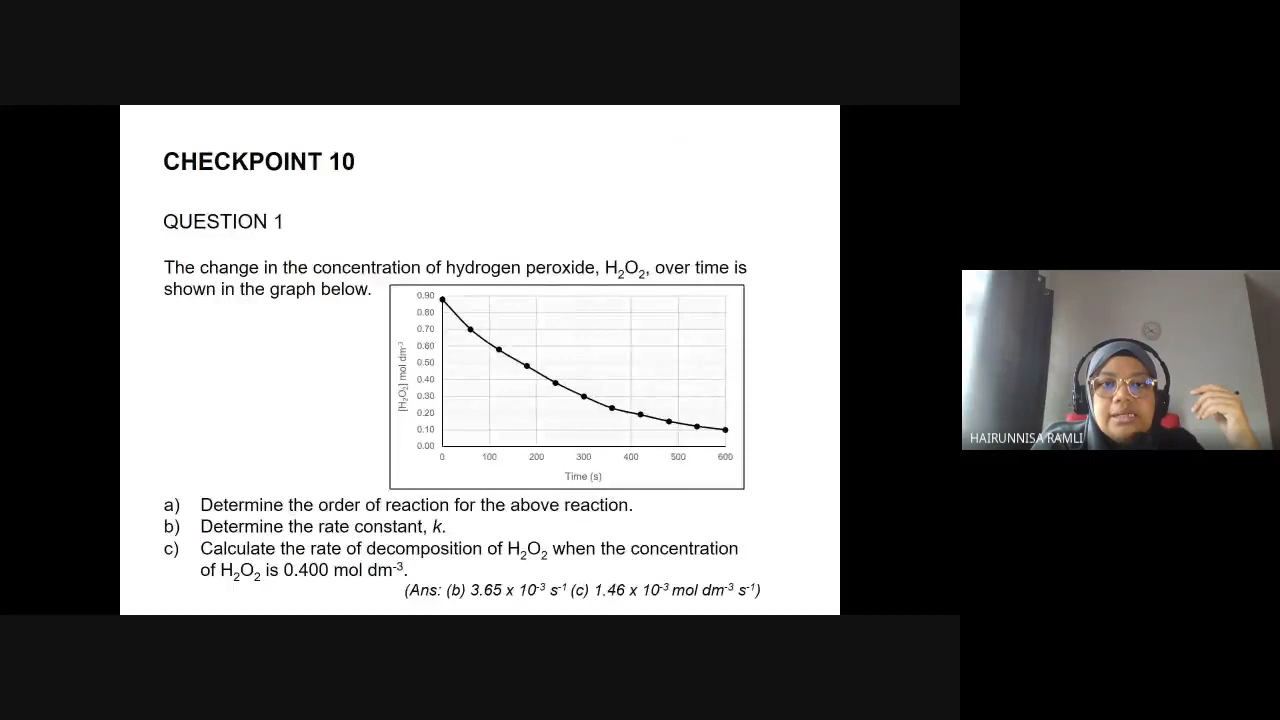 CHECKPOINT 10
QUESTION 1
The change in the concentration of hydrogen peroxide, H₂O₂, over time is
shown in the graph below.
0.90
0.80
0.70
0.60
0.50
0.40
0.30
0.20
0.10
0.00
[H₂O₂] mol dm⁻³
0 100 200 300 400 500 600
Time (s)
a) Determine the order of reaction for the above reaction.
b) Determine the rate constant, k.
c) Calculate the rate of decomposition of H₂O₂ when the concentration
of H₂O₂ is 0.400 mol dm⁻³.
(Ans: (b) 3.65 x 10⁻³ s⁻¹ (c) 1.46 x 10⁻³ mol dm⁻³ s⁻¹)
HAIRUNNISA RAMLI